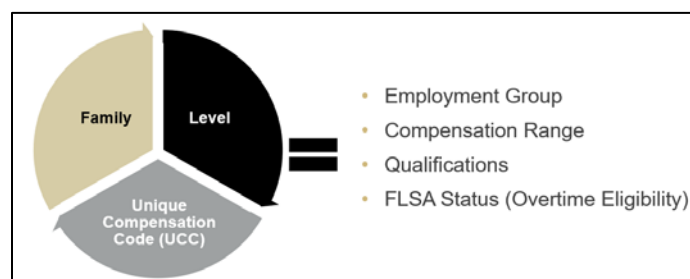 Family
Level
Unique
Compensation
Code (UCC)
• Employment Group
• Compensation Range
• Qualifications
• FLSA Status (Overtime Eligibility)